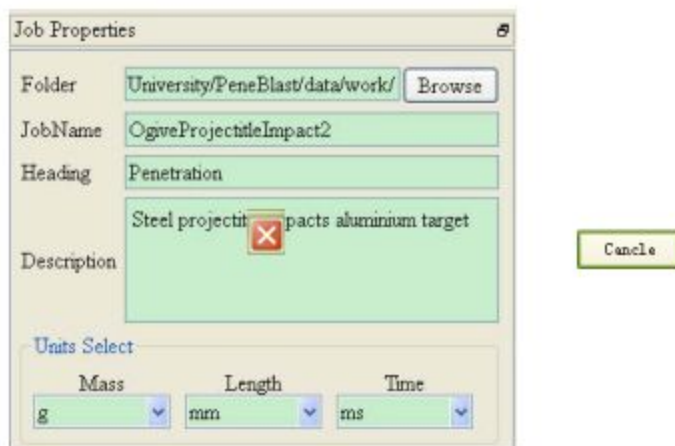 Job Properties
Folder University/PeneBlast/data/work/ Browse
JobName OgiveProjectitleImpact2
Heading Penetration
Steel pacts aluminium target
Description
Cancle
Units Select
Mass Length Time
g mm ms